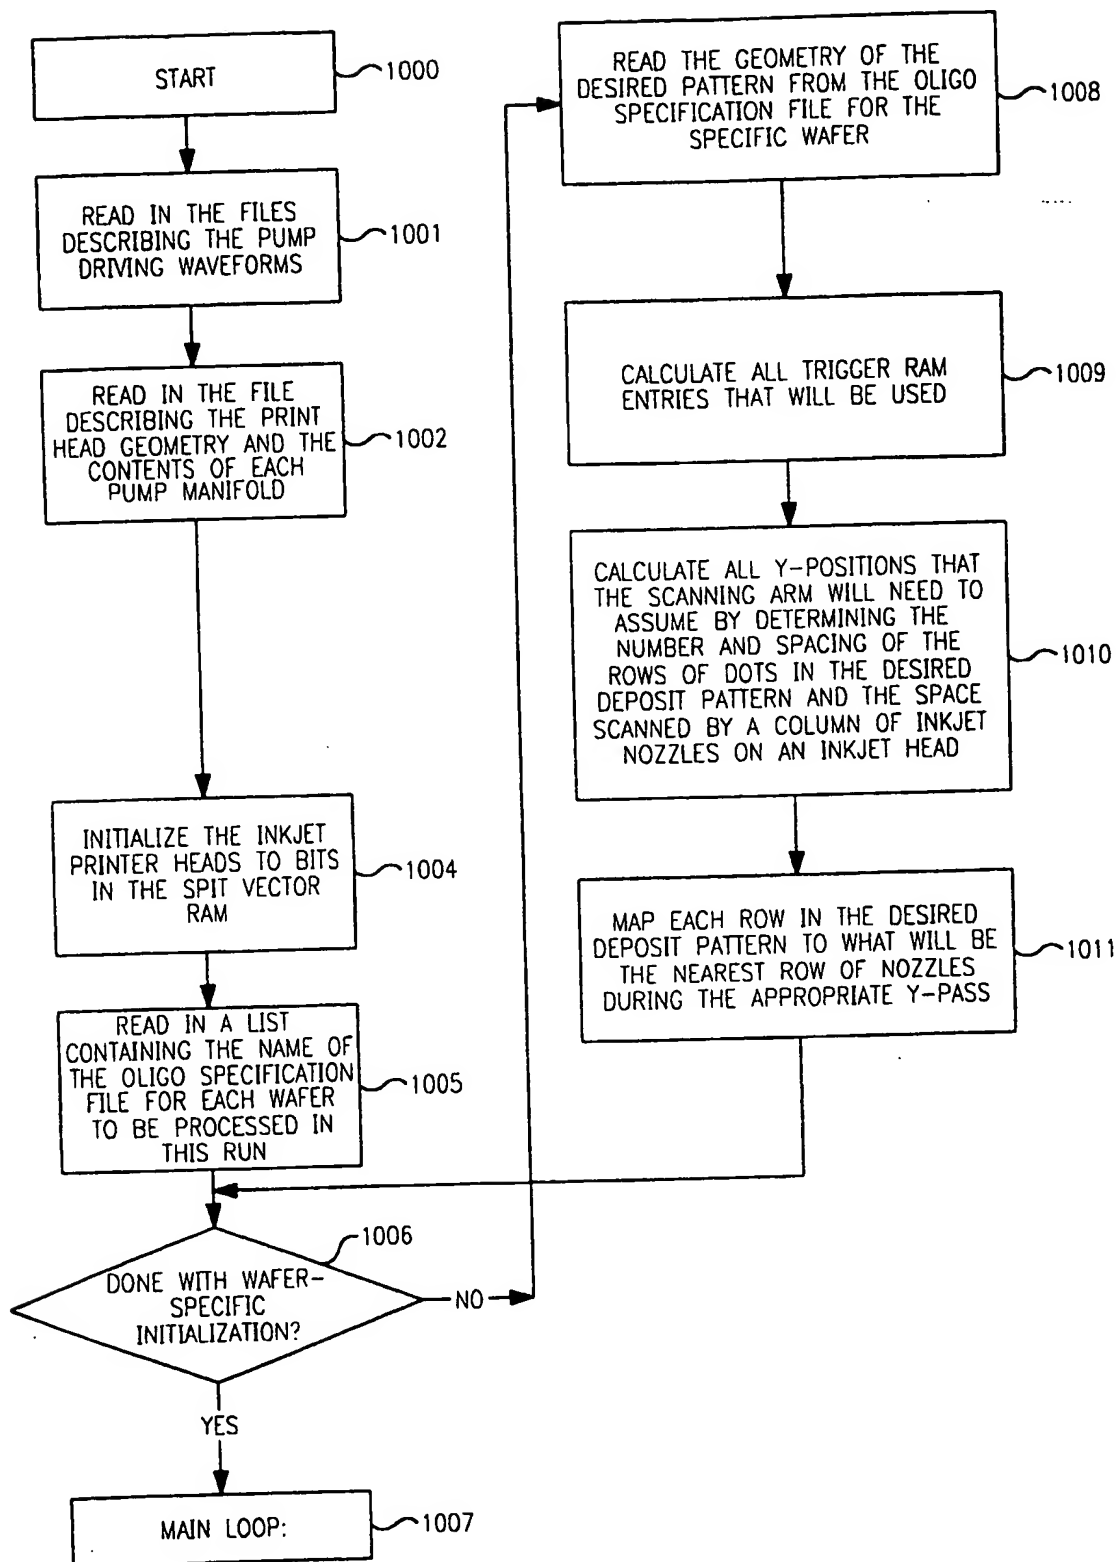 START
1000
READ IN THE FILES
DESCRIBING THE PUMP
DRIVING WAVEFORMS
1001
READ IN THE FILE
DESCRIBING THE PRINT
HEAD GEOMETRY AND THE
CONTENTS OF EACH
PUMP MANIFOLD
1002
INITIALIZE THE INKJET
PRINTER HEADS TO BITS
IN THE SPIT VECTOR
RAM
1004
READ IN A LIST
CONTAINING THE NAME OF
THE OLIGO SPECIFICATION
FILE FOR EACH WAFER
TO BE PROCESSED IN
THIS RUN
1005
1006
DONE WITH WAFER-
SPECIFIC
INITIALIZATION?
NO
YES
MAIN LOOP:
1007
READ THE GEOMETRY OF THE
DESIRED PATTERN FROM THE OLIGO
SPECIFICATION FILE FOR THE
SPECIFIC WAFER
1008
CALCULATE ALL TRIGGER RAM
ENTRIES THAT WILL BE USED
1009
CALCULATE ALL Y-POSITIONS THAT
THE SCANNING ARM WILL NEED TO
ASSUME BY DETERMINING THE
NUMBER AND SPACING OF THE
ROWS OF DOTS IN THE DESIRED
DEPOSIT PATTERN AND THE SPACE
SCANNED BY A COLUMN OF INKJET
NOZZLES ON AN INKJET HEAD
1010
MAP EACH ROW IN THE DESIRED
DEPOSIT PATTERN TO WHAT WILL BE
THE NEAREST ROW OF NOZZLES
DURING THE APPROPRIATE Y-PASS
1011